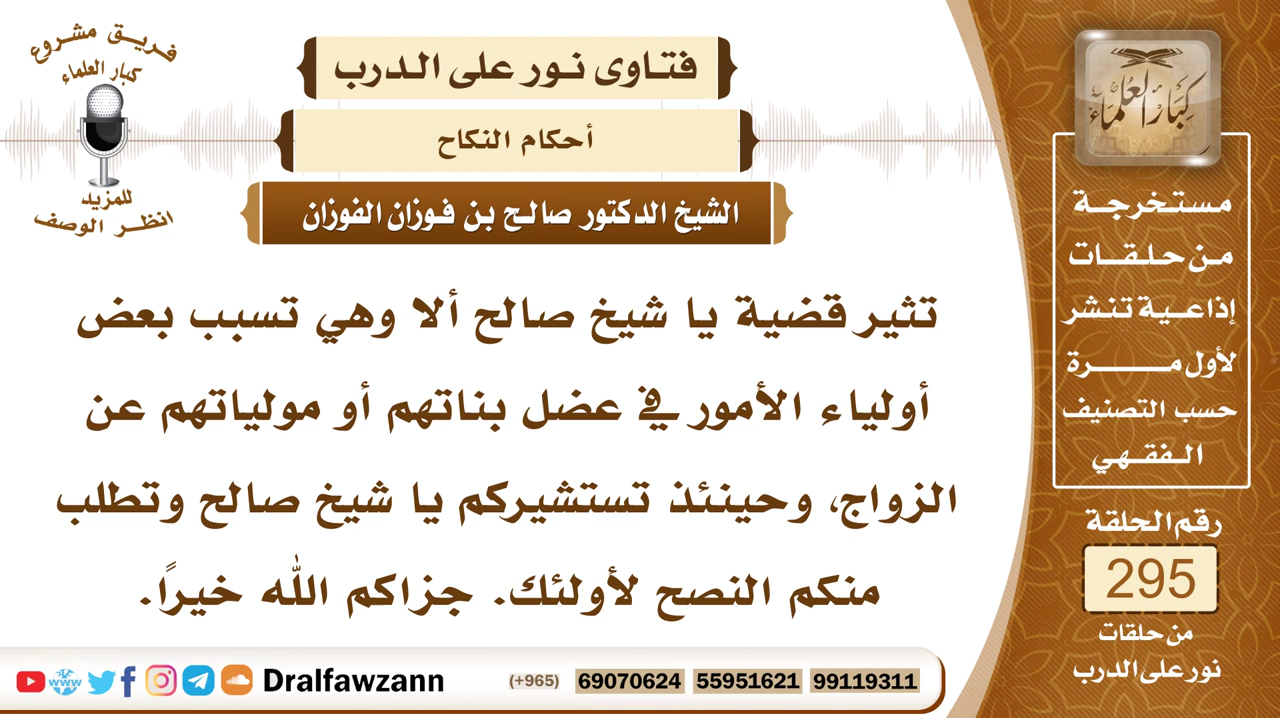 فريق مشروع
كبار العلماء
للمزيد
انظر الوصف
فتاوى نور على الدرب
أحكام النكاح
الشيخ الدكتور صالح بن فوزان الفوزان
تثير قضية يا شيخ صالح ألا وهي تسبب بعض
أولياء الأمور في عضل بناتهم أو مولياتهم عن
الزواج، وحينئذ تستشيركم يا شيخ صالح وتطلب
منكم النصح لأولئك. جزاكم الله خيرًا.
كبار العلماء
مستخرجة
من حلقات
إذاعية تنشر
لأول مرة
حسب التصنيف
الفقهي
رقم الحلقة
295
من حلقات
نور على الدرب
www Dralfawzann (+965) 69070624 55951621 99119311